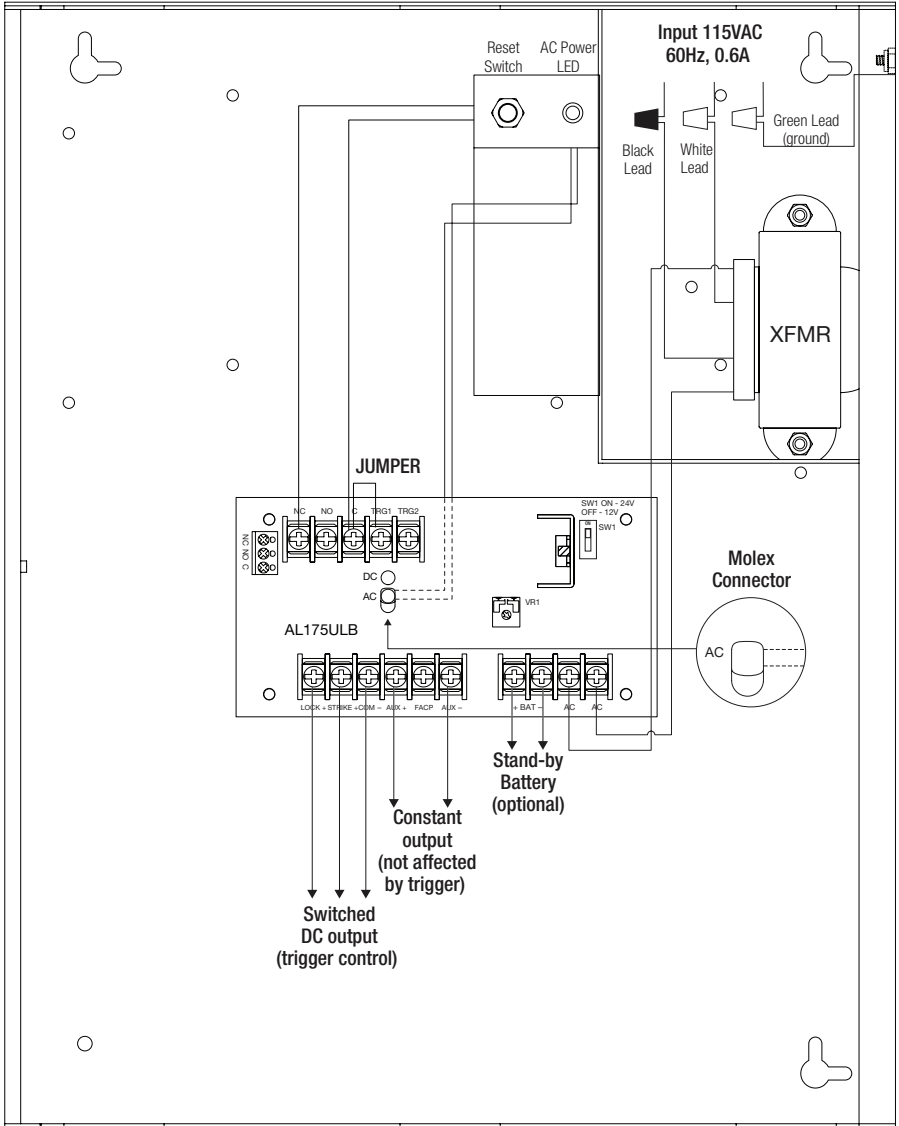 Input 115VAC
60Hz, 0.6A
Reset
Switch
AC Power
LED
Black
Lead
White
Lead
Green Lead
(ground)
XFMR
JUMPER
NC NO C TRG1 TRG2
SW1 ON - 24V
OFF - 12V
ON
SW1
NC NO C
DC
AC
VR1
AL175ULB
Molex
Connector
AC
LOCK + STRIKE + COM – AUX + FACP AUX –
+ BAT – AC AC
Stand-by
Battery
(optional)
Constant
output
(not affected
by trigger)
Switched
DC output
(trigger control)